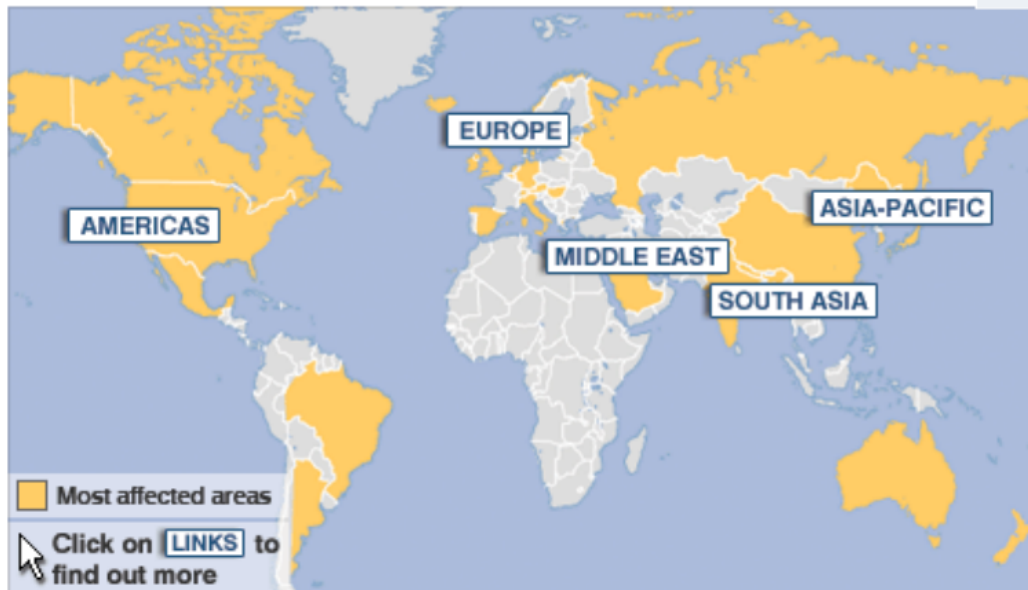 EUROPE
AMERICAS
ASIA-PACIFIC
MIDDLE EAST
SOUTH ASIA
Most affected areas
Click on LINKS to
find out more